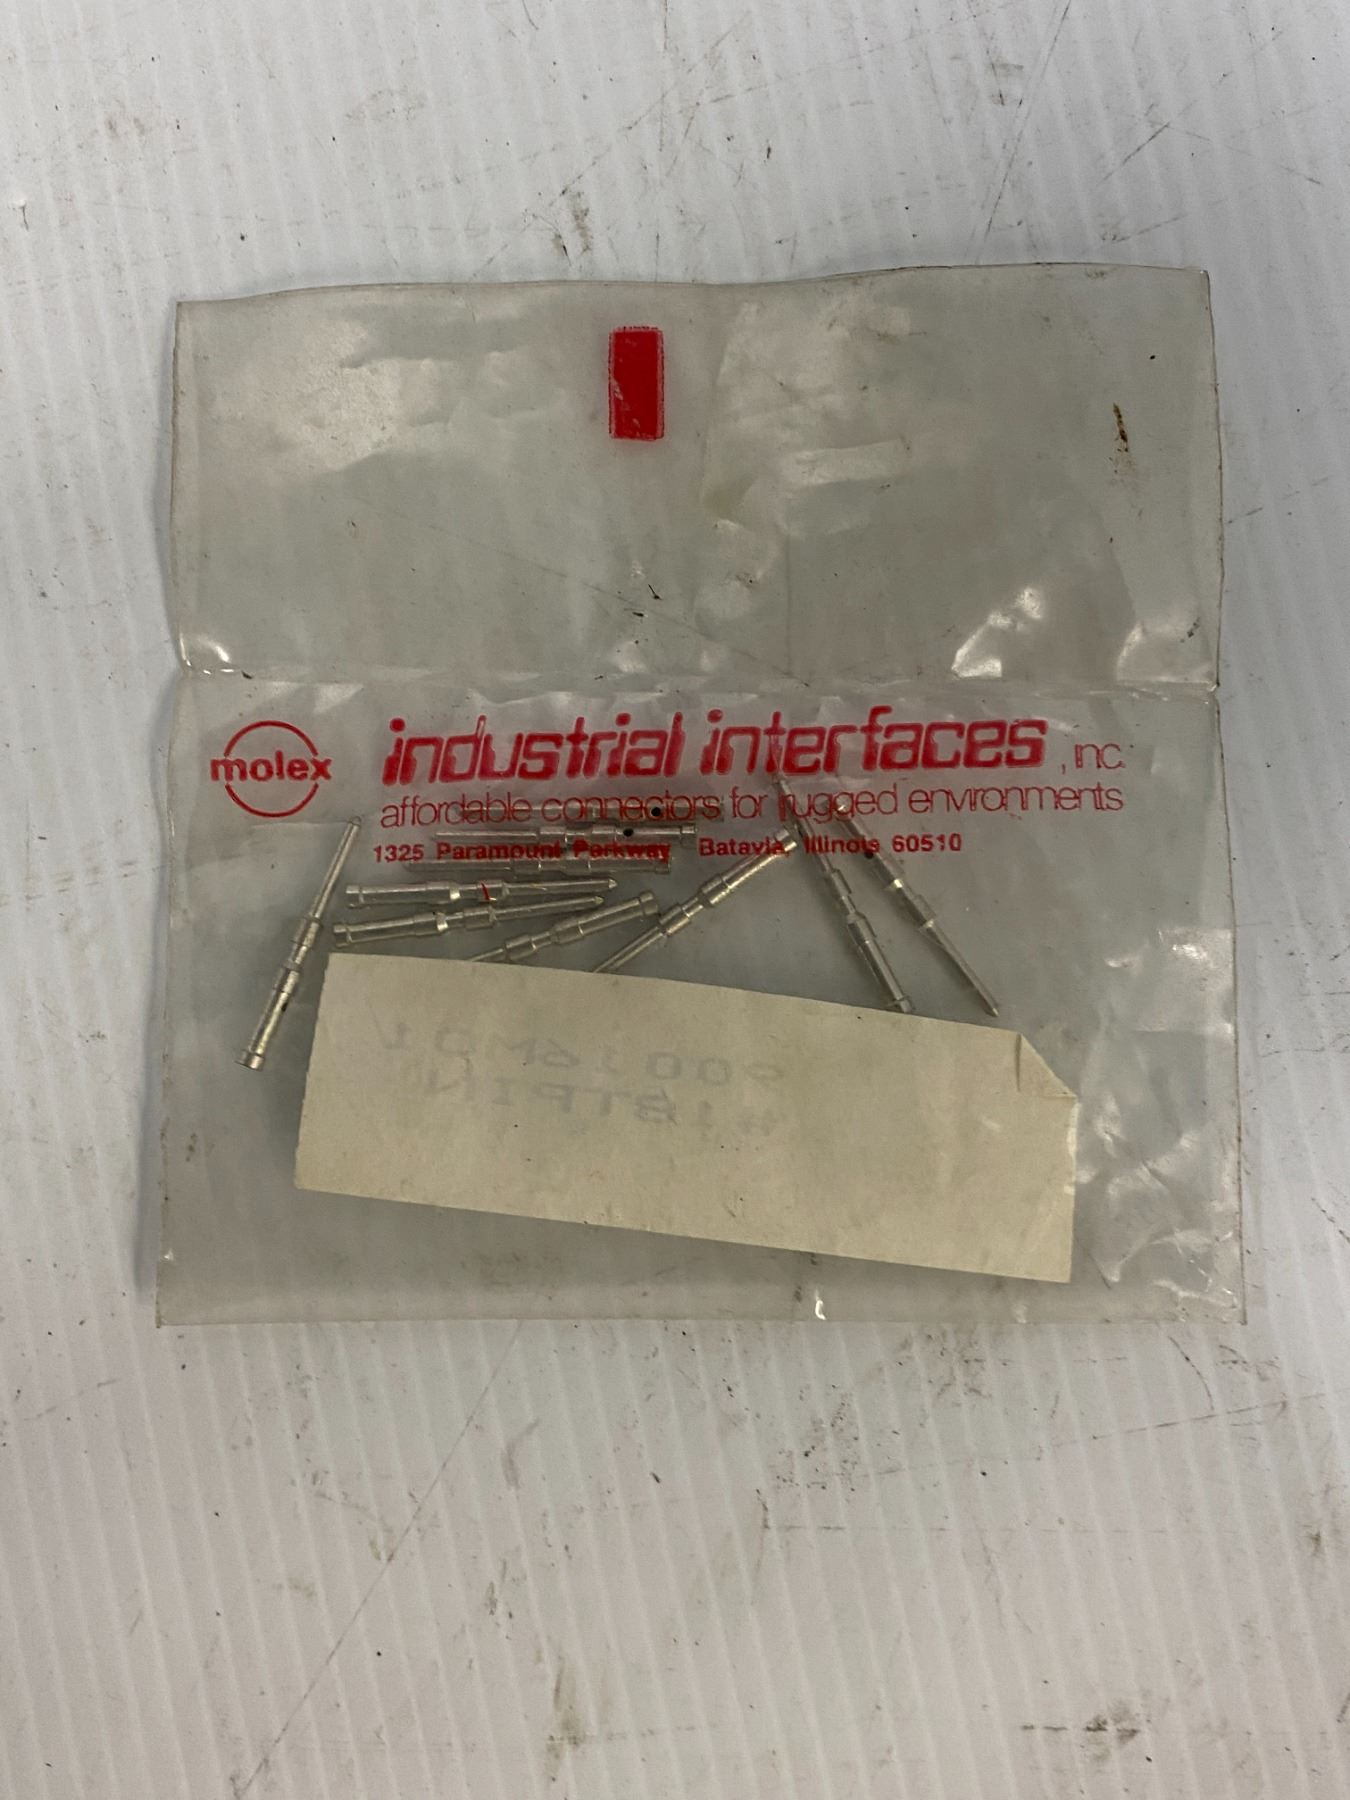 molex
industrial interfaces, inc.
affordable connectors for rugged environments
1325 Paramount Parkway Batavia, Illinois 60510